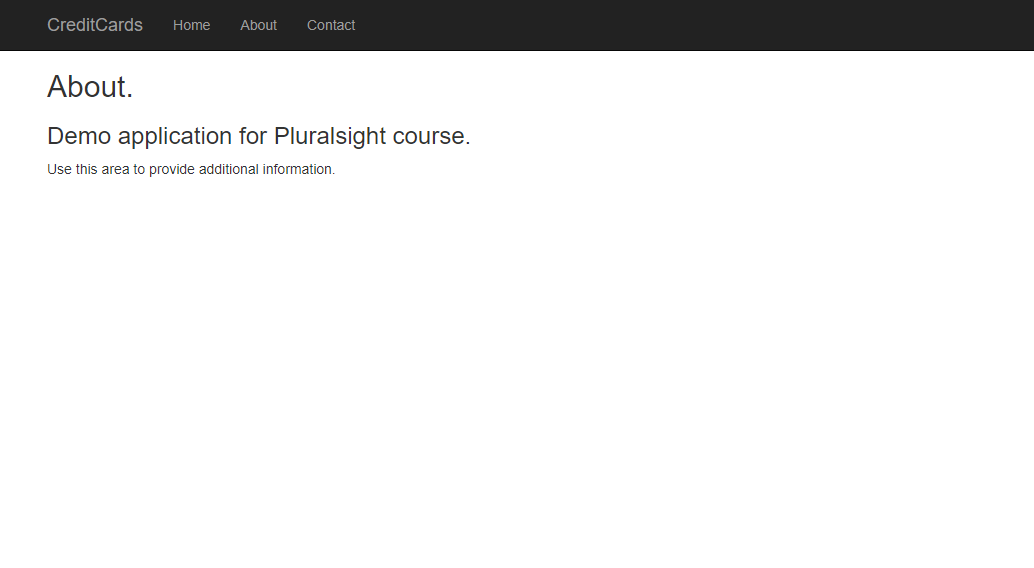 CreditCards Home About Contact
About.
Demo application for Pluralsight course.
Use this area to provide additional information.